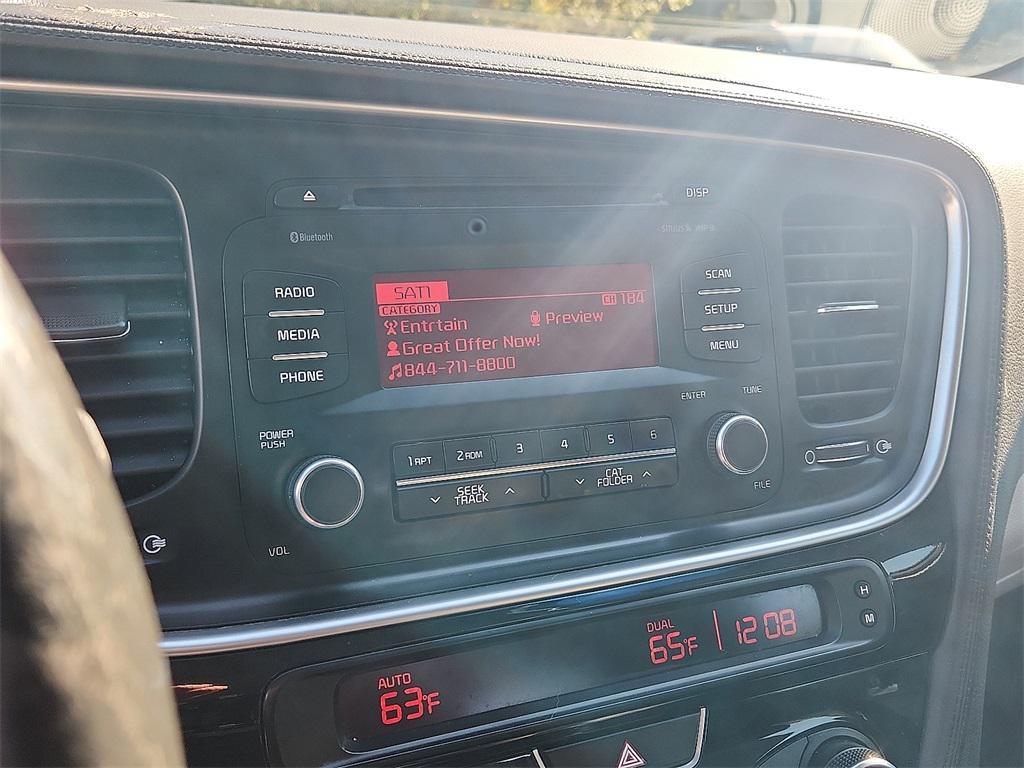 DISP
Bluetooth
SIRIUS MP3
RADIO
MEDIA
PHONE
SAT1
CATEGORY
CH 184
Entrtain
Preview
Great Offer Now!
844-711-8800
SCAN
SETUP
MENU
ENTER
TUNE
POWER
PUSH
1 RPT
2 RDM
3
4
5
6
SEEK
TRACK
CAT
FOLDER
FILE
VOL
AUTO
63°F
DUAL
65°F
12 08
H
M